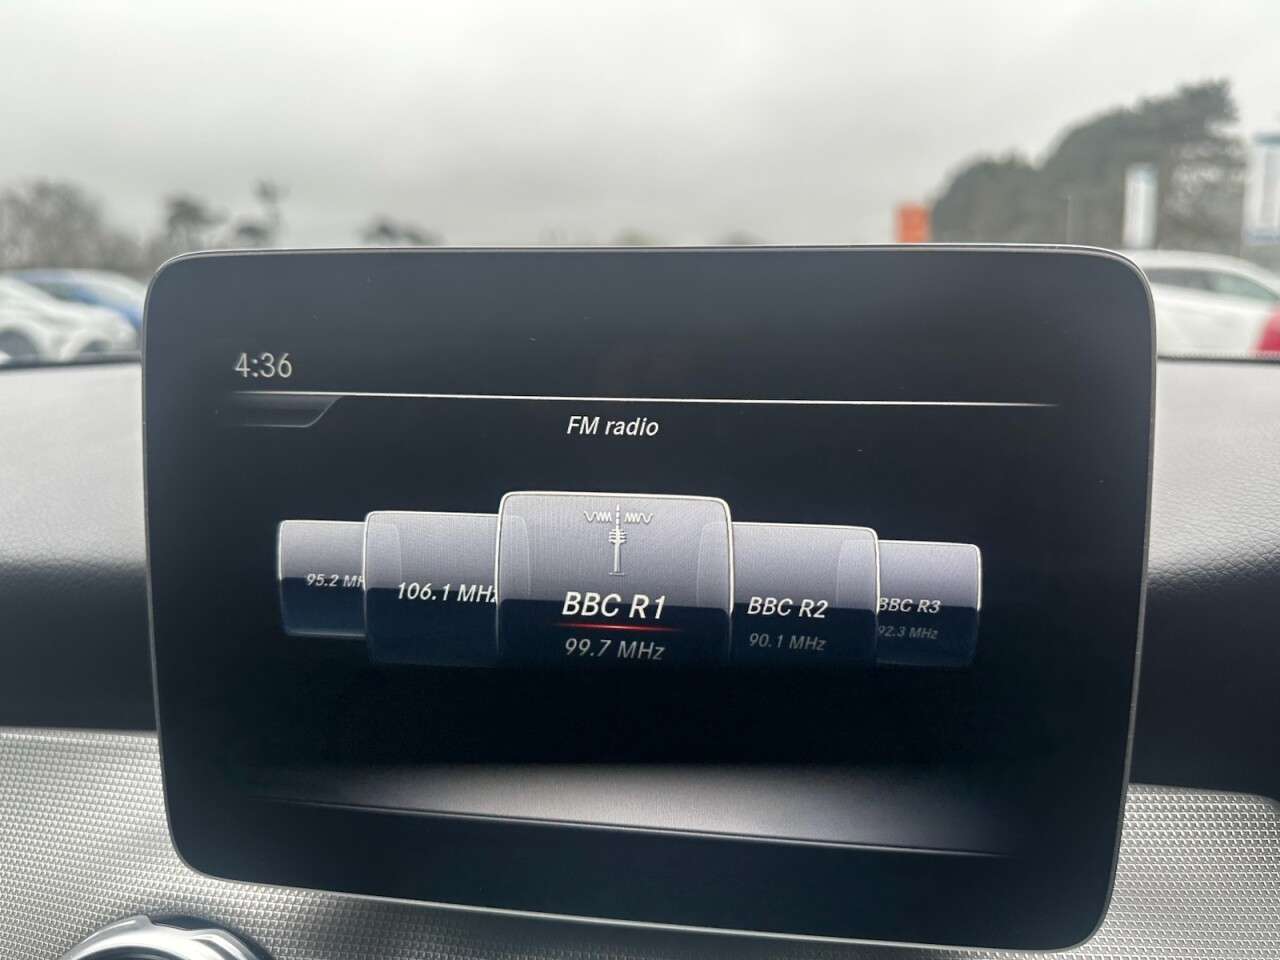 4:36
FM radio
95.2 MH
106.1 MHz
BBC R1
99.7 MHz
BBC R2
90.1 MHz
BBC R3
92.3 MHz